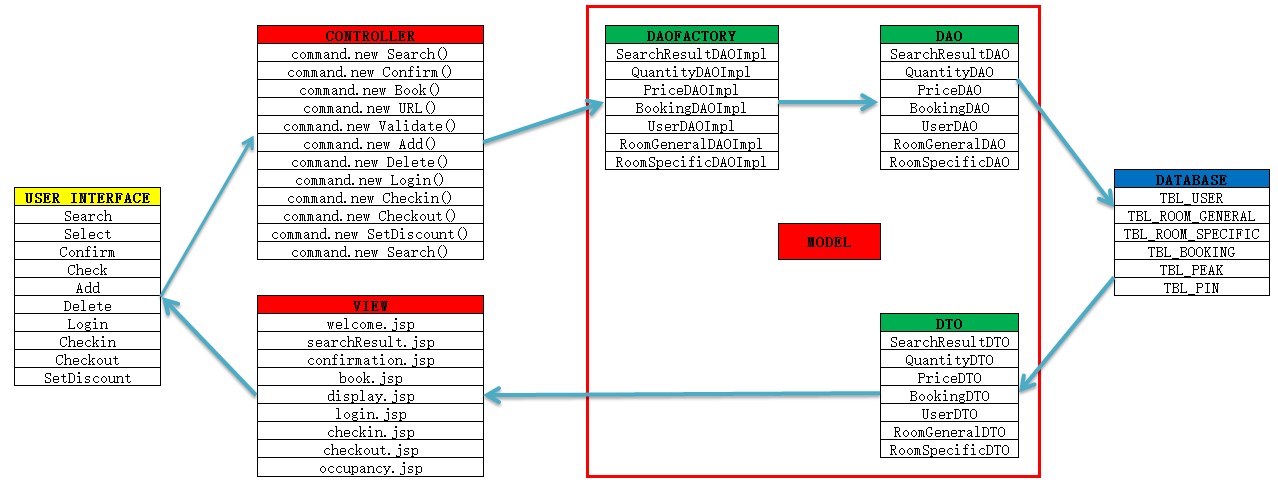 USER INTERFACE
Search
Select
Confirm
Check
Add
Delete
Login
Checkin
Checkout
SetDiscount
CONTROLLER
command.new Search()
command.new Confirm()
command.new Book()
command.new URL()
command.new Validate()
command.new Add()
command.new Delete()
command.new Login()
command.new Checkin()
command.new Checkout()
command.new SetDiscount()
command.new Search()
VIEW
welcome.jsp
searchResult.jsp
confirmation.jsp
book.jsp
display.jsp
login.jsp
checkin.jsp
checkout.jsp
occupancy.jsp
DAOFACTORY
SearchResultDAOImpl
QuantityDAOImpl
PriceDAOImpl
BookingDAOImpl
UserDAOImpl
RoomGeneralDAOImpl
RoomSpecificDAOImpl
DAO
SearchResultDAO
QuantityDAO
PriceDAO
BookingDAO
UserDAO
RoomGeneralDAO
RoomSpecificDAO
MODEL
DTO
SearchResultDTO
QuantityDTO
PriceDTO
BookingDTO
UserDTO
RoomGeneralDTO
RoomSpecificDTO
DATABASE
TBL_USER
TBL_ROOM_GENERAL
TBL_ROOM_SPECIFIC
TBL_BOOKING
TBL_PEAK
TBL_PIN